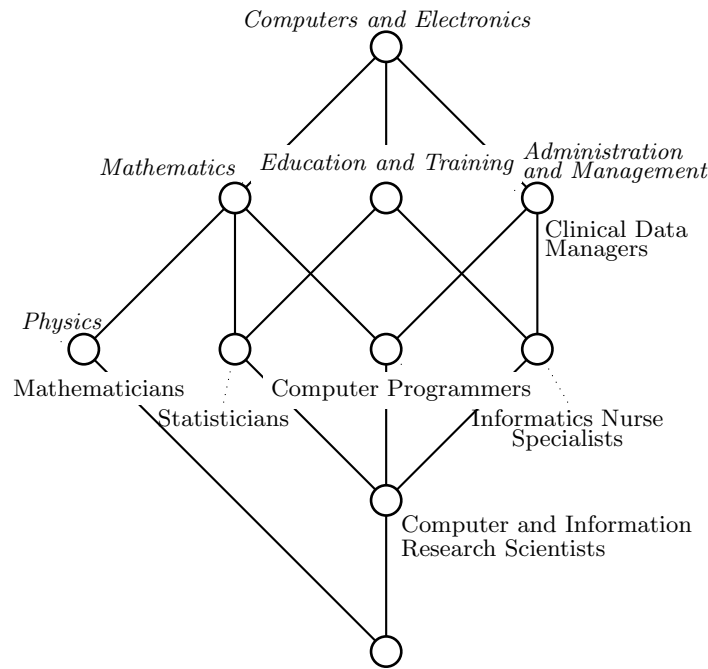 Computers and Electronics
Mathematics
Education and Training
Administration
and Management
Clinical Data
Managers
Physics
Mathematicians
Computer Programmers
Statisticians
Informatics Nurse
Specialists
Computer and Information
Research Scientists